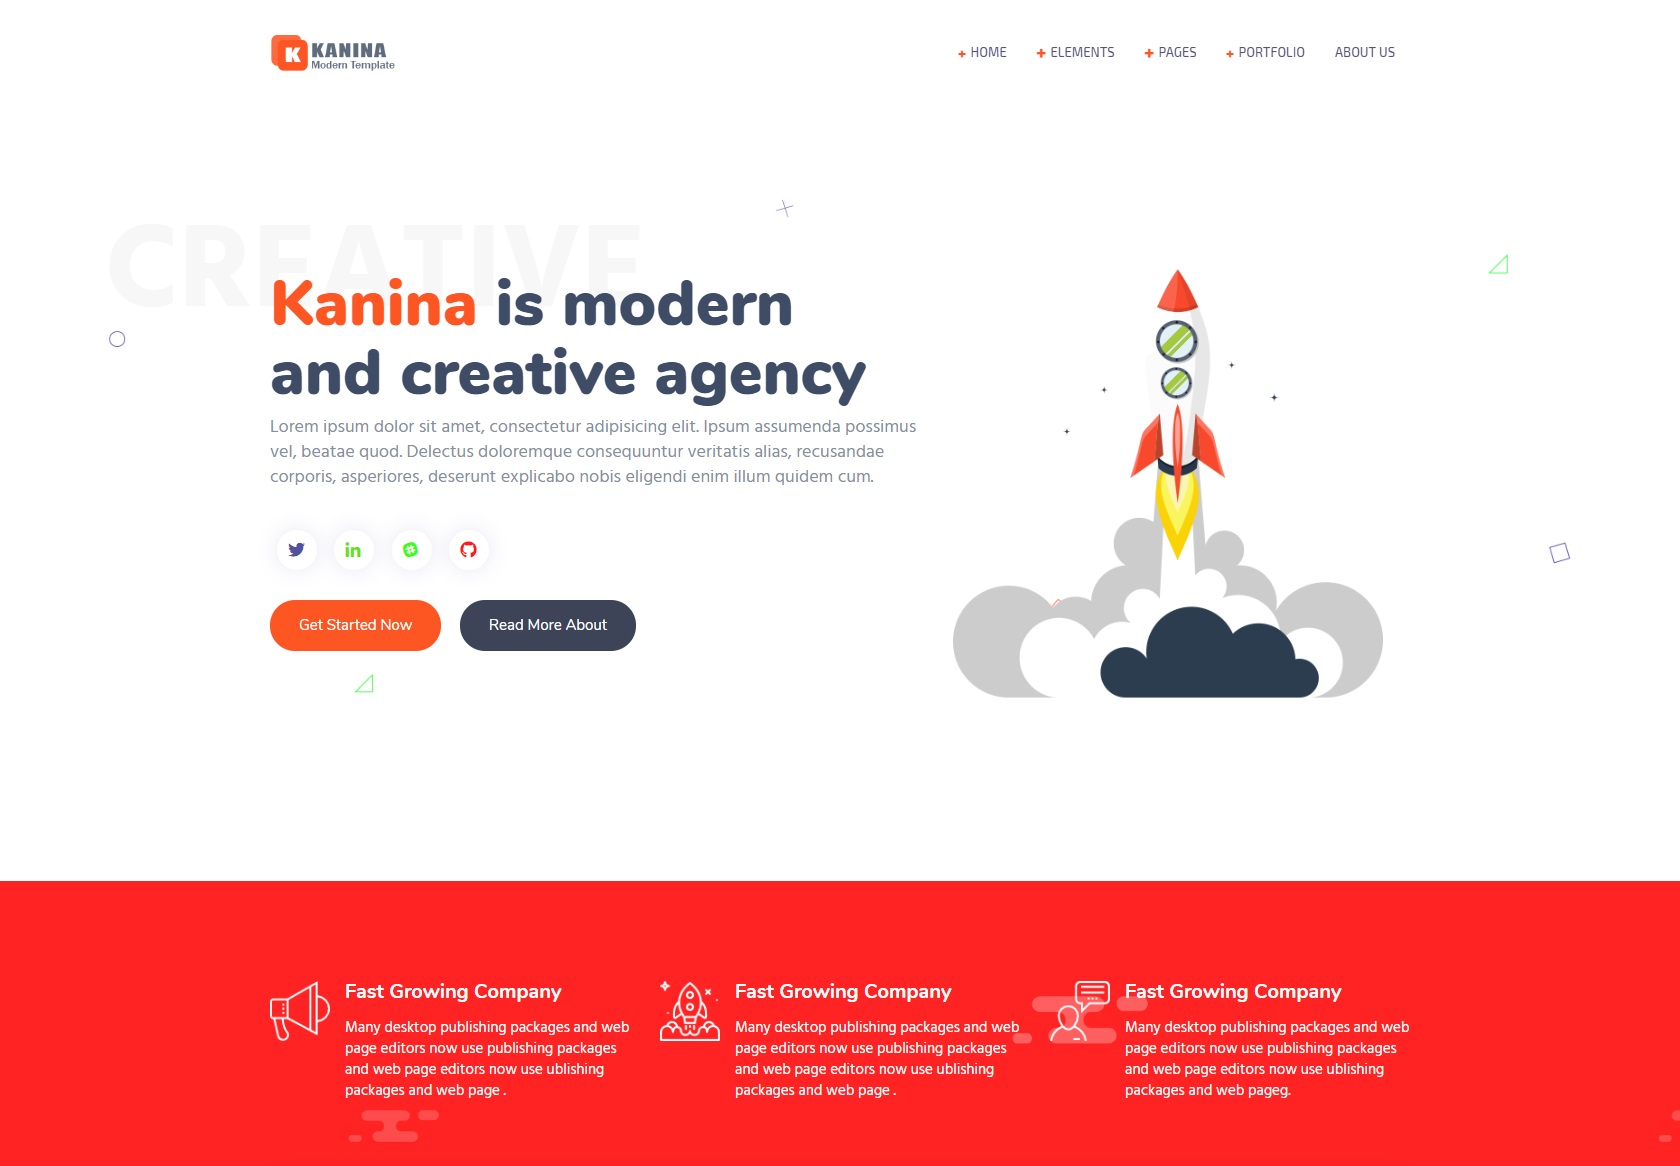 KANINA
Modern Template
+ HOME + ELEMENTS + PAGES + PORTFOLIO ABOUT US
CREATIVE
Kanina is modern
and creative agency
Lorem ipsum dolor sit amet, consectetur adipisicing elit. Ipsum assumenda possimus
vel, beatae quod. Delectus doloremque consequuntur veritatis alias, recusandae
corporis, asperiores, deserunt explicabo nobis eligendi enim illum quidem cum.
Get Started Now
Read More About
Fast Growing Company
Many desktop publishing packages and web
page editors now use publishing packages
and web page editors now use ublishing
packages and web page .
Fast Growing Company
Many desktop publishing packages and web
page editors now use publishing packages
and web page editors now use ublishing
packages and web page .
Fast Growing Company
Many desktop publishing packages and web
page editors now use publishing packages
and web page editors now use ublishing
packages and web pageg.